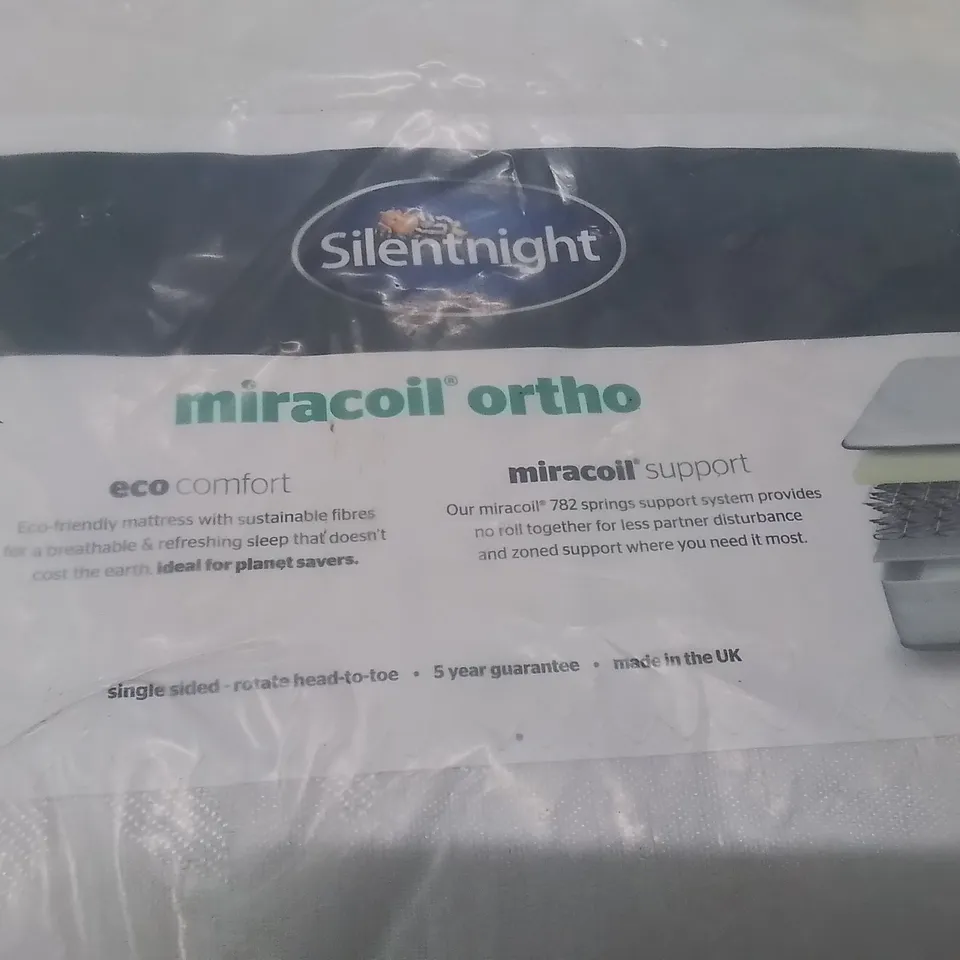 Silentnight
miracoil® ortho
eco comfort
Eco-friendly mattress with sustainable fibres
for a breathable & refreshing sleep that doesn't
cost the earth. ideal for planet savers.
miracoil® support
Our miracoil® 782 springs support system provides
no roll together for less partner disturbance
and zoned support where you need it most.
single sided - rotate head-to-toe • 5 year guarantee • made in the UK